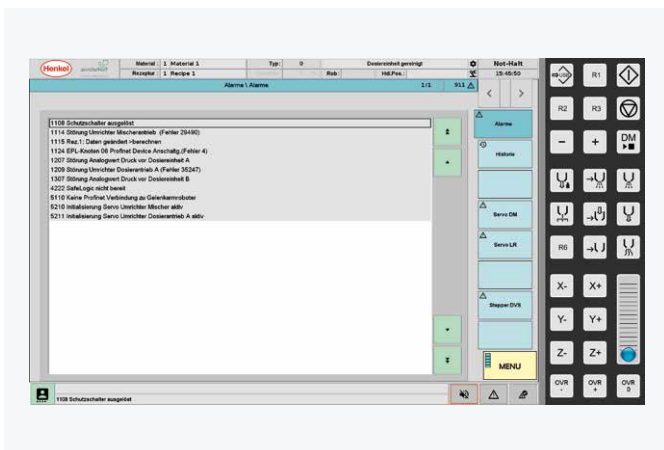 Henkel
sonderhoff
Material : 1 Material 1 Typ: 0 Dosiereinheit gereinigt Not-Halt
Rezeptur : 1 Recipe 1 Rob: Hdl.Pos.: 15:45:50
Alarme \ Alarme 1/1 911
1108 Schutzschalter ausgelöst
1114 Störung Umrichter Mischerantrieb (Fehler 29490)
1115 Rez.1: Daten geändert >berechnen
1124 EPL-Knoten 06 Profinet Device Anschaltg.(Fehler 4)
1207 Störung Analogwert Druck vor Dosiereinheit A
1209 Störung Umrichter Dosierantrieb A (Fehler 35247)
1307 Störung Analogwert Druck vor Dosiereinheit B
4222 SafeLogic nicht bereit
5110 Keine Profinet Verbindung zu Gelenkarmroboter
5210 Initialisierung Servo Umrichter Mischer aktiv
5211 Initialisierung Servo Umrichter Dosierantrieb A aktiv
Alarme
Historie
Servo DM
Servo LR
Stepper DVS
MENU
1108 Schutzschalter ausgelöst
R1
R2 R3
- + DM
R6
X- X+
Y- Y+
Z- Z+
OVR - OVR + OVR 0